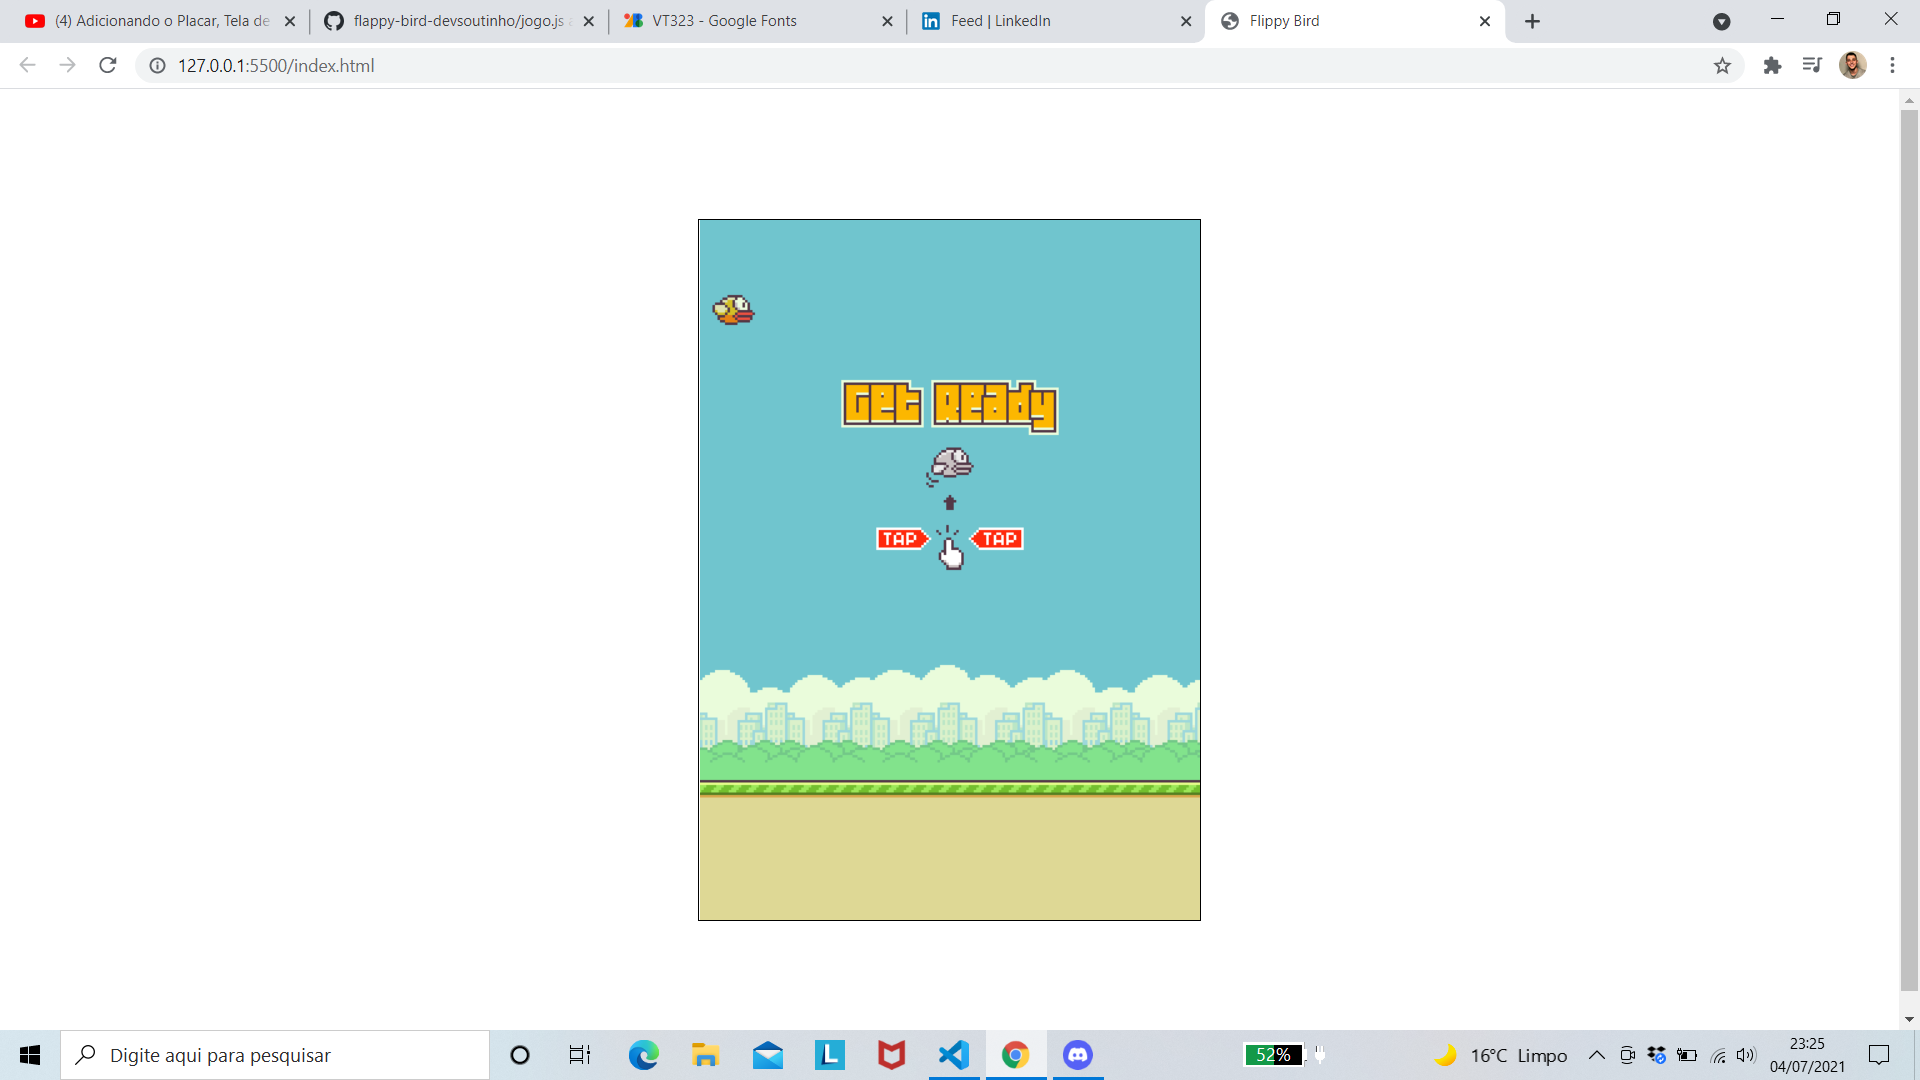 (4) Adicionando o Placar, Tela de
flappy-bird-devsoutinho/jogo.js a
VT323 - Google Fonts
Feed | LinkedIn
Flippy Bird
127.0.0.1:5500/index.html
Get Ready
TAP TAP
Digite aqui para pesquisar
L
52%
16°C Limpo
23:25
04/07/2021